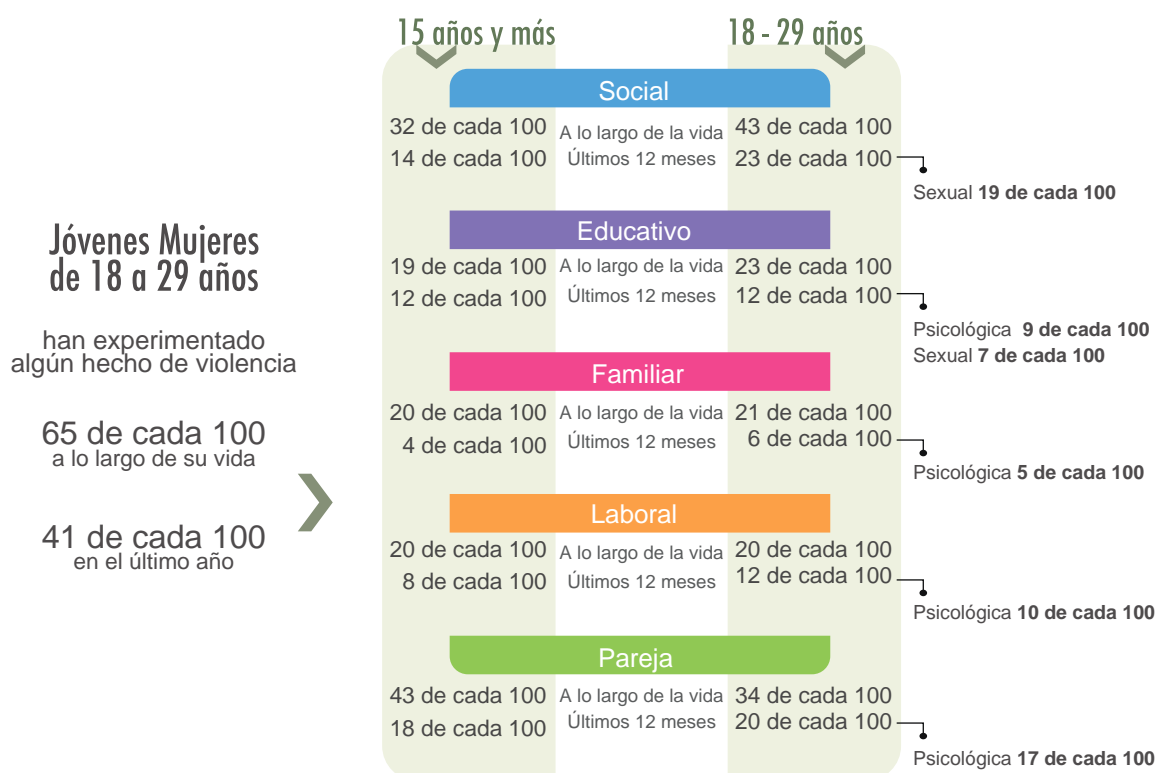 15 años y más
18 - 29 años
Social
32 de cada 100 A lo largo de la vida 43 de cada 100
14 de cada 100 Últimos 12 meses 23 de cada 100
Sexual 19 de cada 100
Jóvenes Mujeres
de 18 a 29 años
han experimentado
algún hecho de violencia
65 de cada 100
a lo largo de su vida
41 de cada 100
en el último año
Educativo
19 de cada 100 A lo largo de la vida 23 de cada 100
12 de cada 100 Últimos 12 meses 12 de cada 100
Psicológica 9 de cada 100
Sexual 7 de cada 100
Familiar
20 de cada 100 A lo largo de la vida 21 de cada 100
4 de cada 100 Últimos 12 meses 6 de cada 100
Psicológica 5 de cada 100
Laboral
20 de cada 100 A lo largo de la vida 20 de cada 100
8 de cada 100 Últimos 12 meses 12 de cada 100
Psicológica 10 de cada 100
Pareja
43 de cada 100 A lo largo de la vida 34 de cada 100
18 de cada 100 Últimos 12 meses 20 de cada 100
Psicológica 17 de cada 100